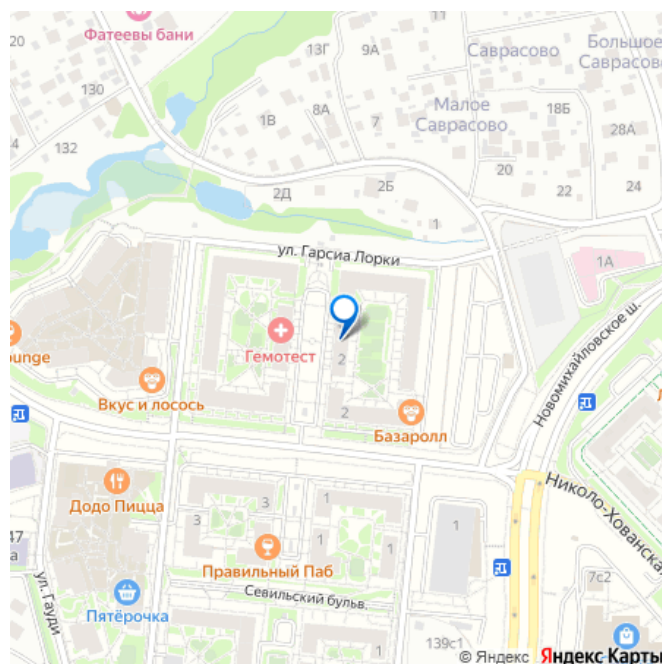 20
Фатеевы бани
13Г
9А
Саврасово
Большое
Саврасово
130
8А
1В
7
Малое
Саврасово
18Б
28А
132
20
22
24
2Д
2Б
1
ул. Гарсиа Лорки
1А
Новомихайловское ш.
Гемотест
2
ounge
Вкус и лосось
2
Базаролл
Додо Пицца
3
3
1
1
1
1
Николо-Хованская
47
а
Правильный Паб
ул. Гауди
Пятёрочка
Севильский бульв.
7с2
1
1
139с1
© Яндекс Яндекс Карты